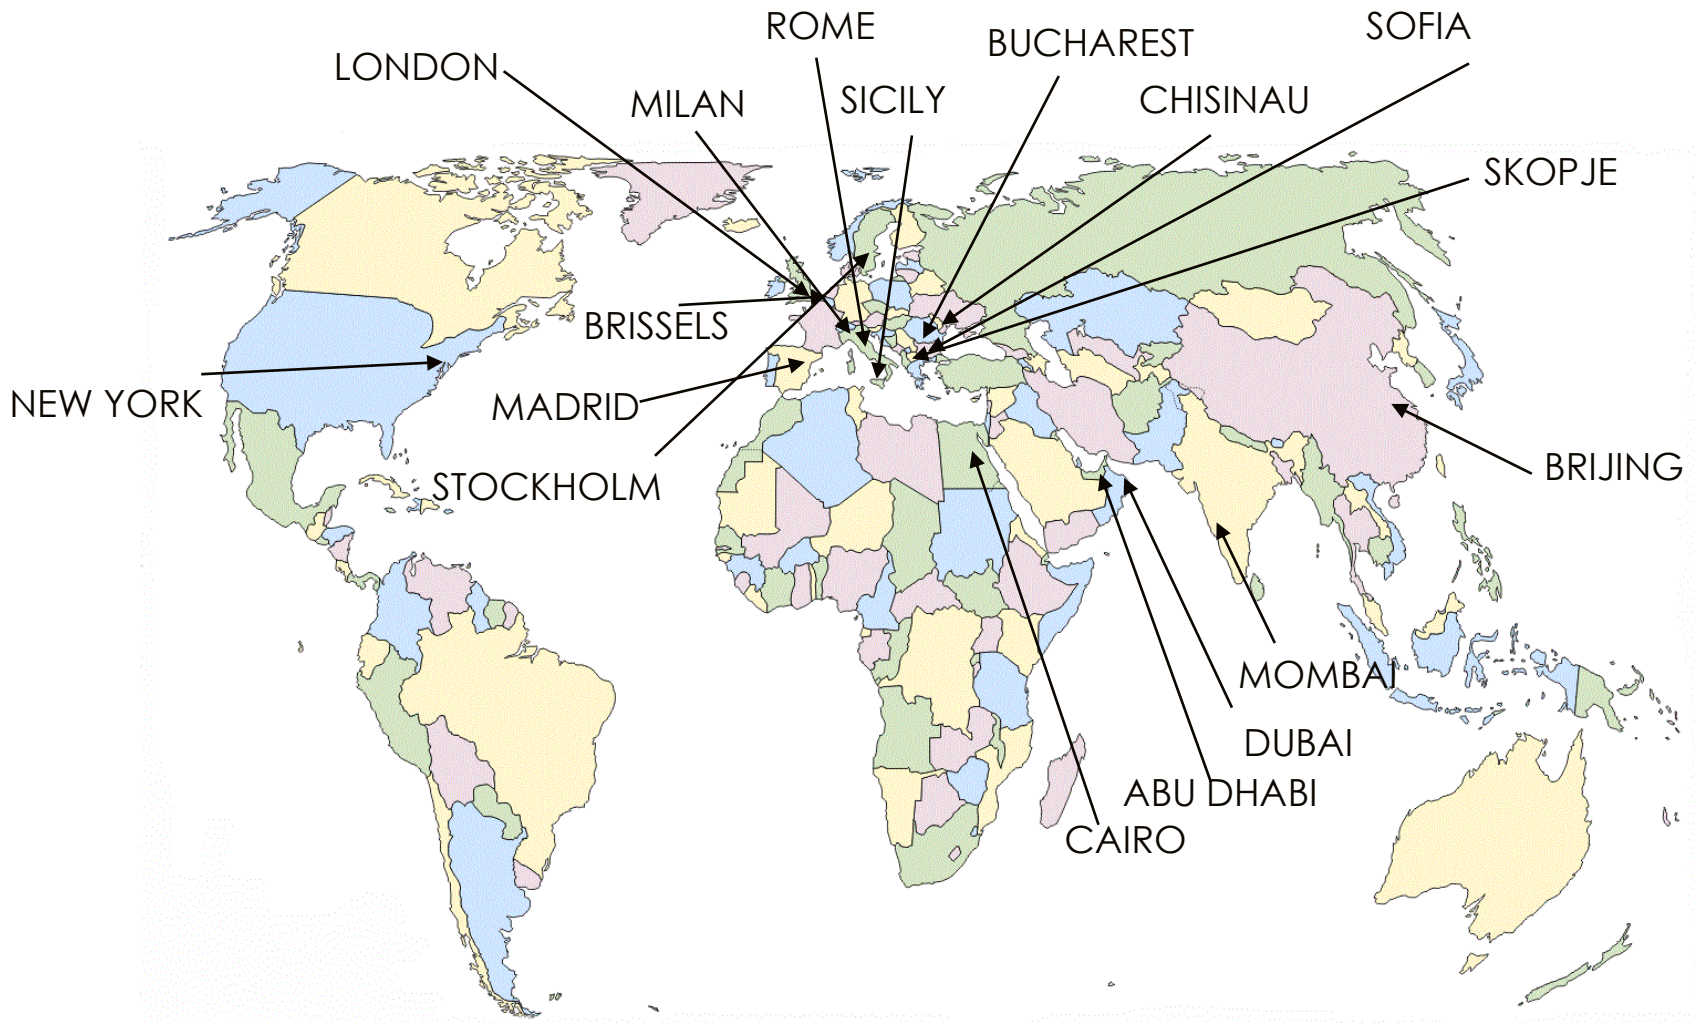 ROME
SOFIA
BUCHAREST
LONDON
MILAN
SICILY
CHISINAU
SKOPJE
BRISSELS
NEW YORK
MADRID
STOCKHOLM
BRIJING
MOMBAI
DUBAI
ABU DHABI
CAIRO